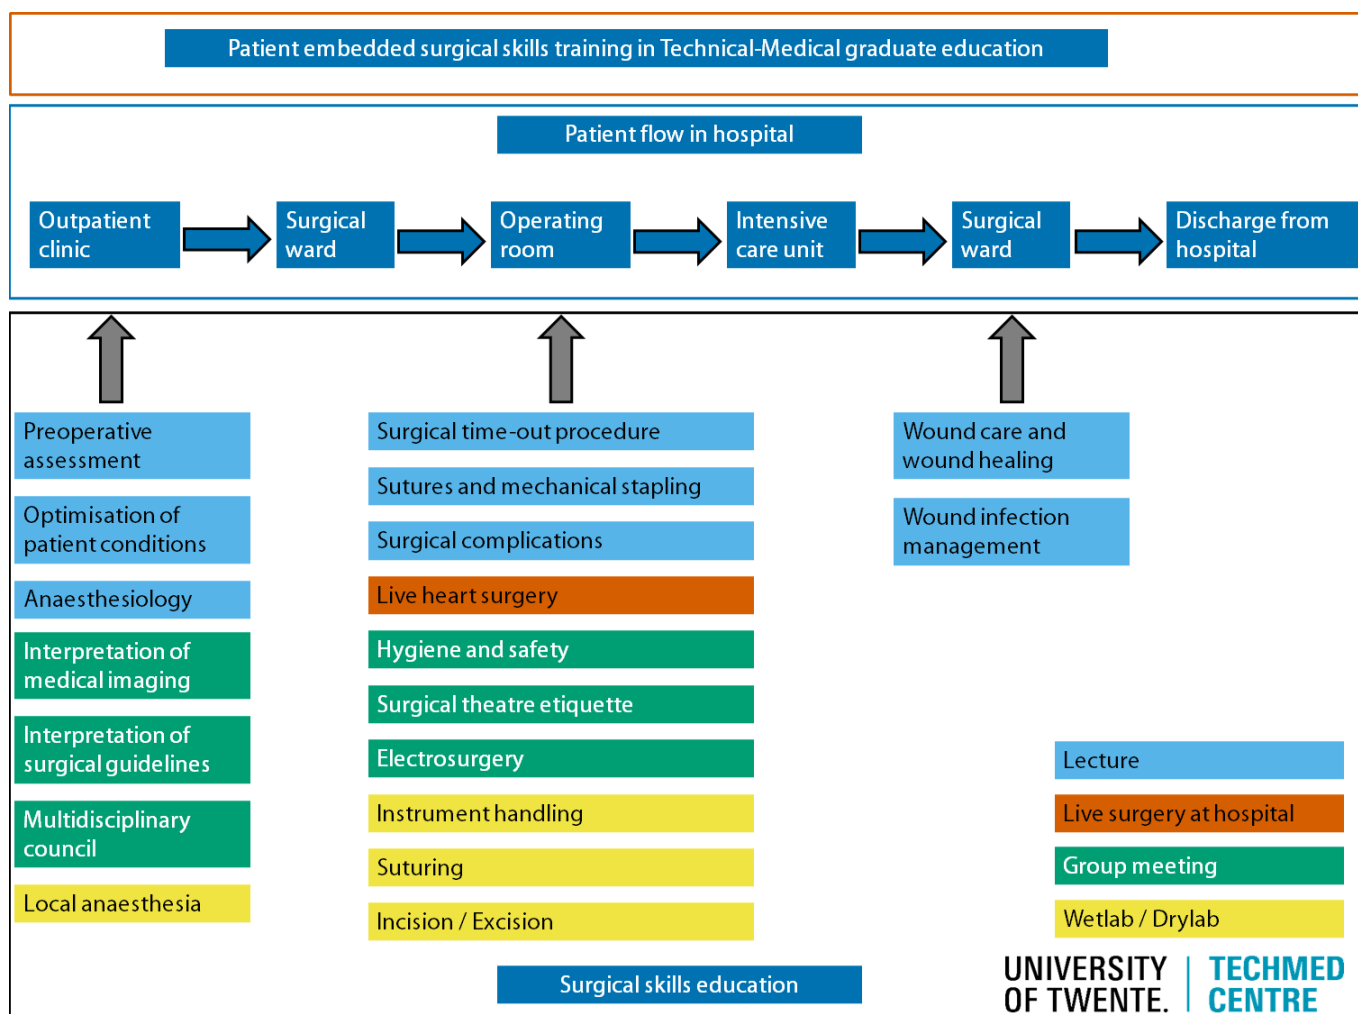 Patient embedded surgical skills training in Technical-Medical graduate education
Patient flow in hospital
Outpatient
clinic
Surgical
ward
Operating
room
Intensive
care unit
Surgical
ward
Discharge from
hospital
Preoperative
assessment
Optimisation of
patient conditions
Anaesthesiology
Interpretation of
medical imaging
Interpretation of
surgical guidelines
Multidisciplinary
council
Local anaesthesia
Surgical time-out procedure
Sutures and mechanical stapling
Surgical complications
Live heart surgery
Hygiene and safety
Surgical theatre etiquette
Electrosurgery
Instrument handling
Suturing
Incision / Excision
Wound care and
wound healing
Wound infection
management
Lecture
Live surgery at hospital
Group meeting
Wetlab / Drylab
Surgical skills education
UNIVERSITY
OF TWENTE.
TECHMED
CENTRE